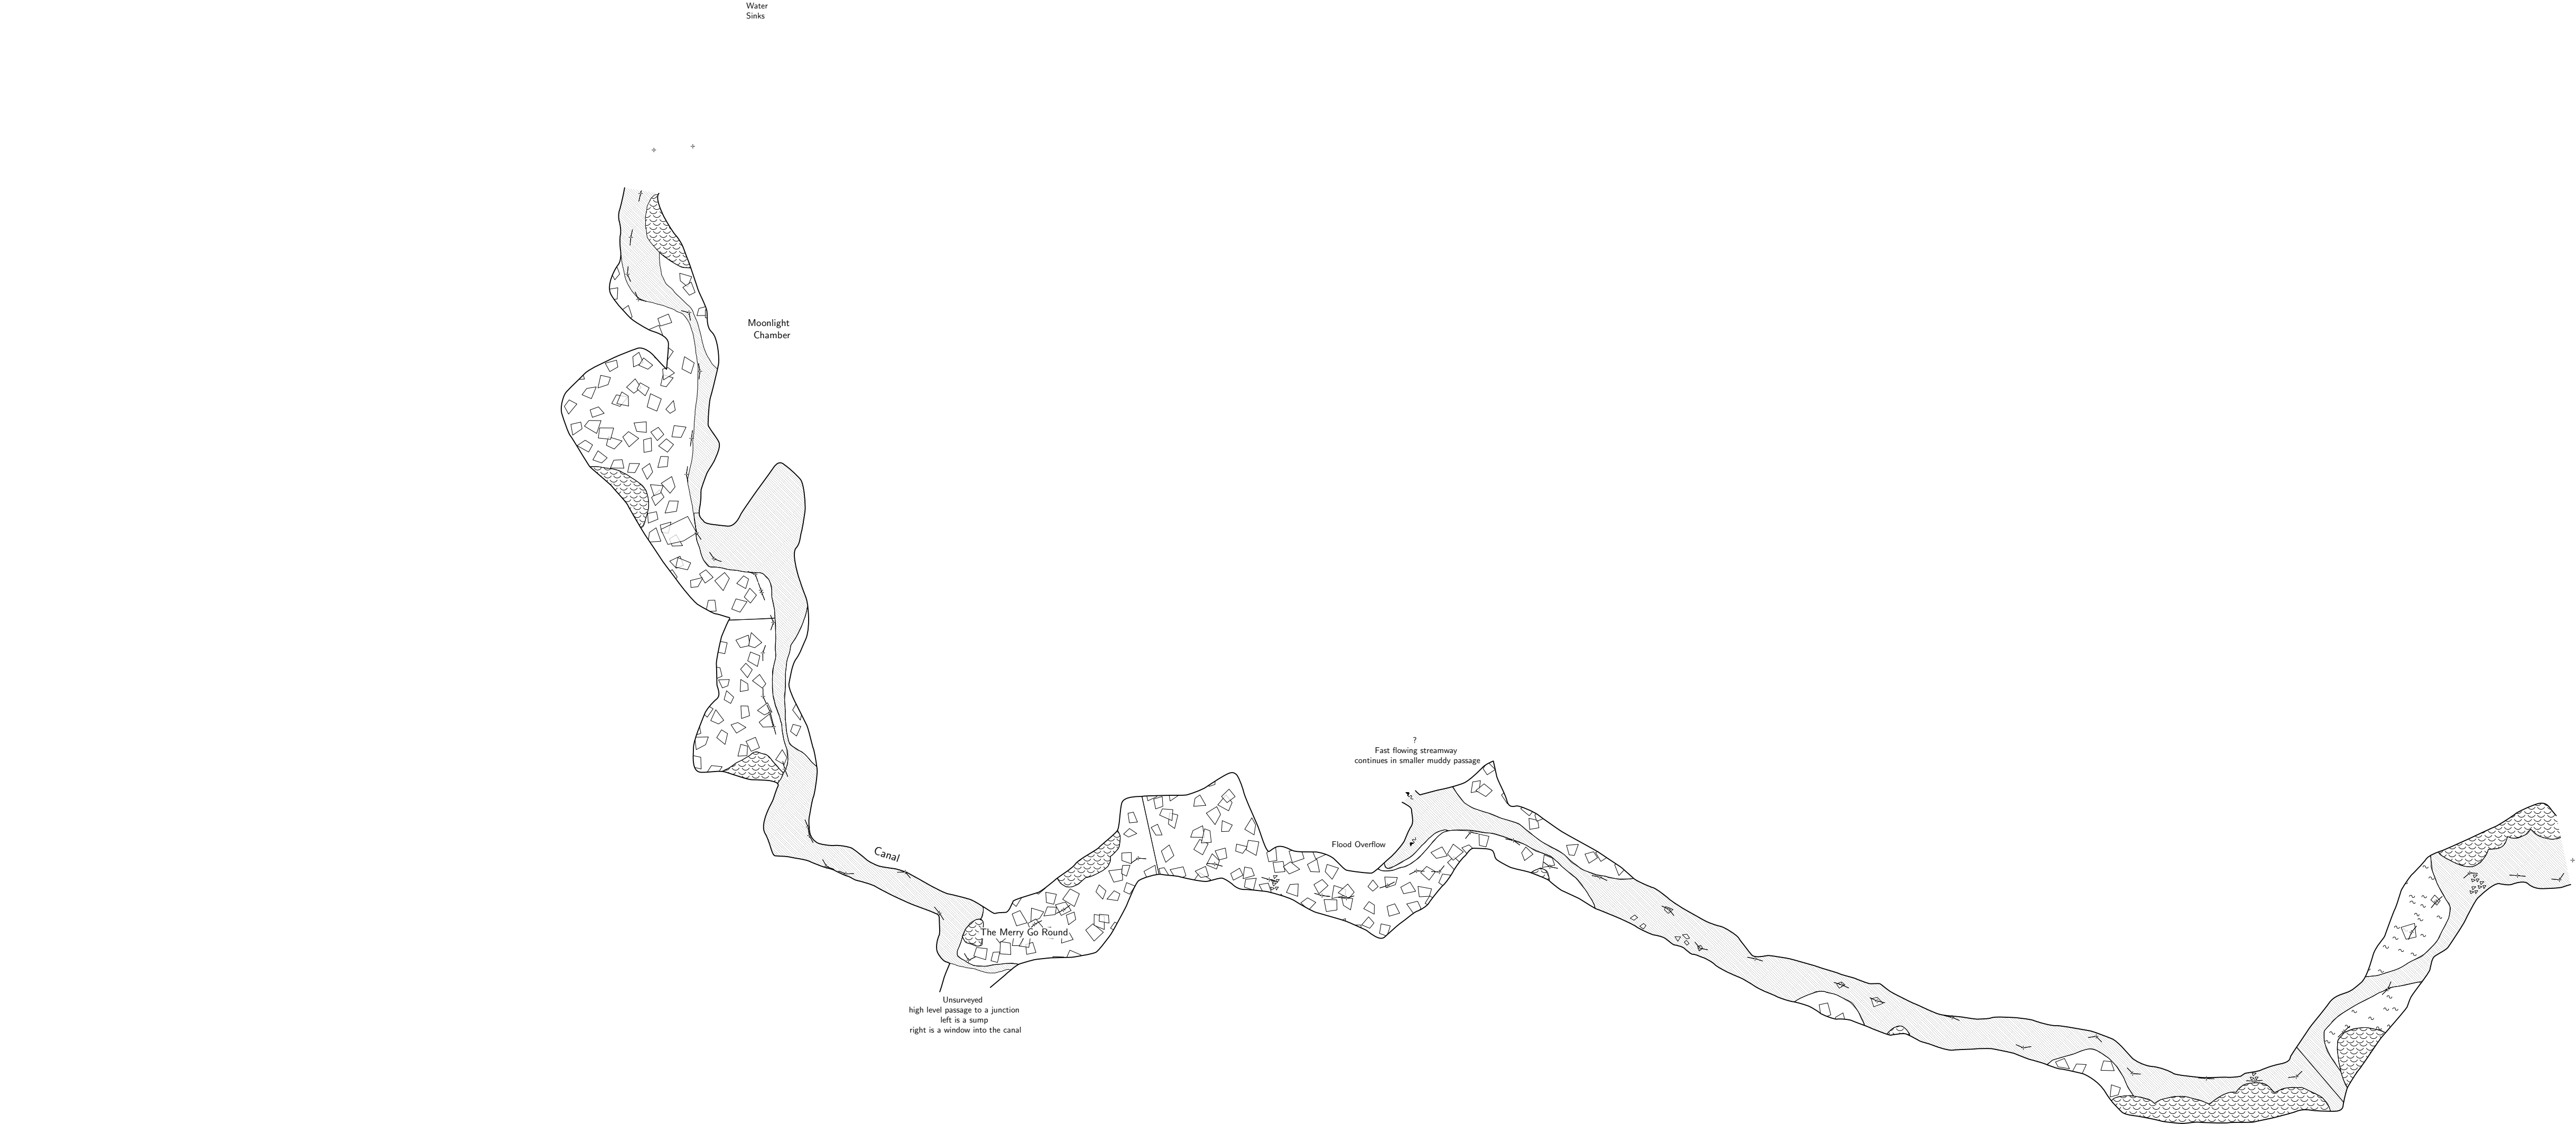 Water
Sinks
Moonlight
Chamber
?
Fast flowing streamway
continues in smaller muddy passage
Flood Overflow
Canal
The Merry Go Round
Unsurveyed
high level passage to a junction
left is a sump
right is a window into the canal